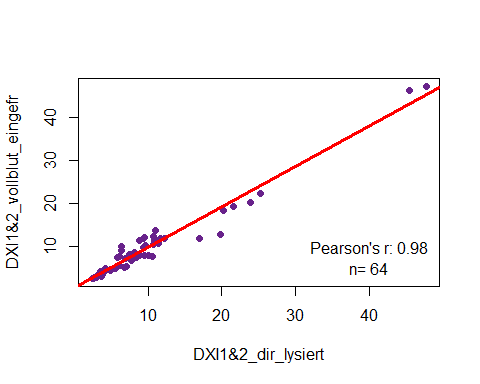 40
30
20
10
DXI1&2_vollblut_eingefr
Pearson's r: 0.98
n= 64
10 20 30 40
DXI1&2_dir_lysiert